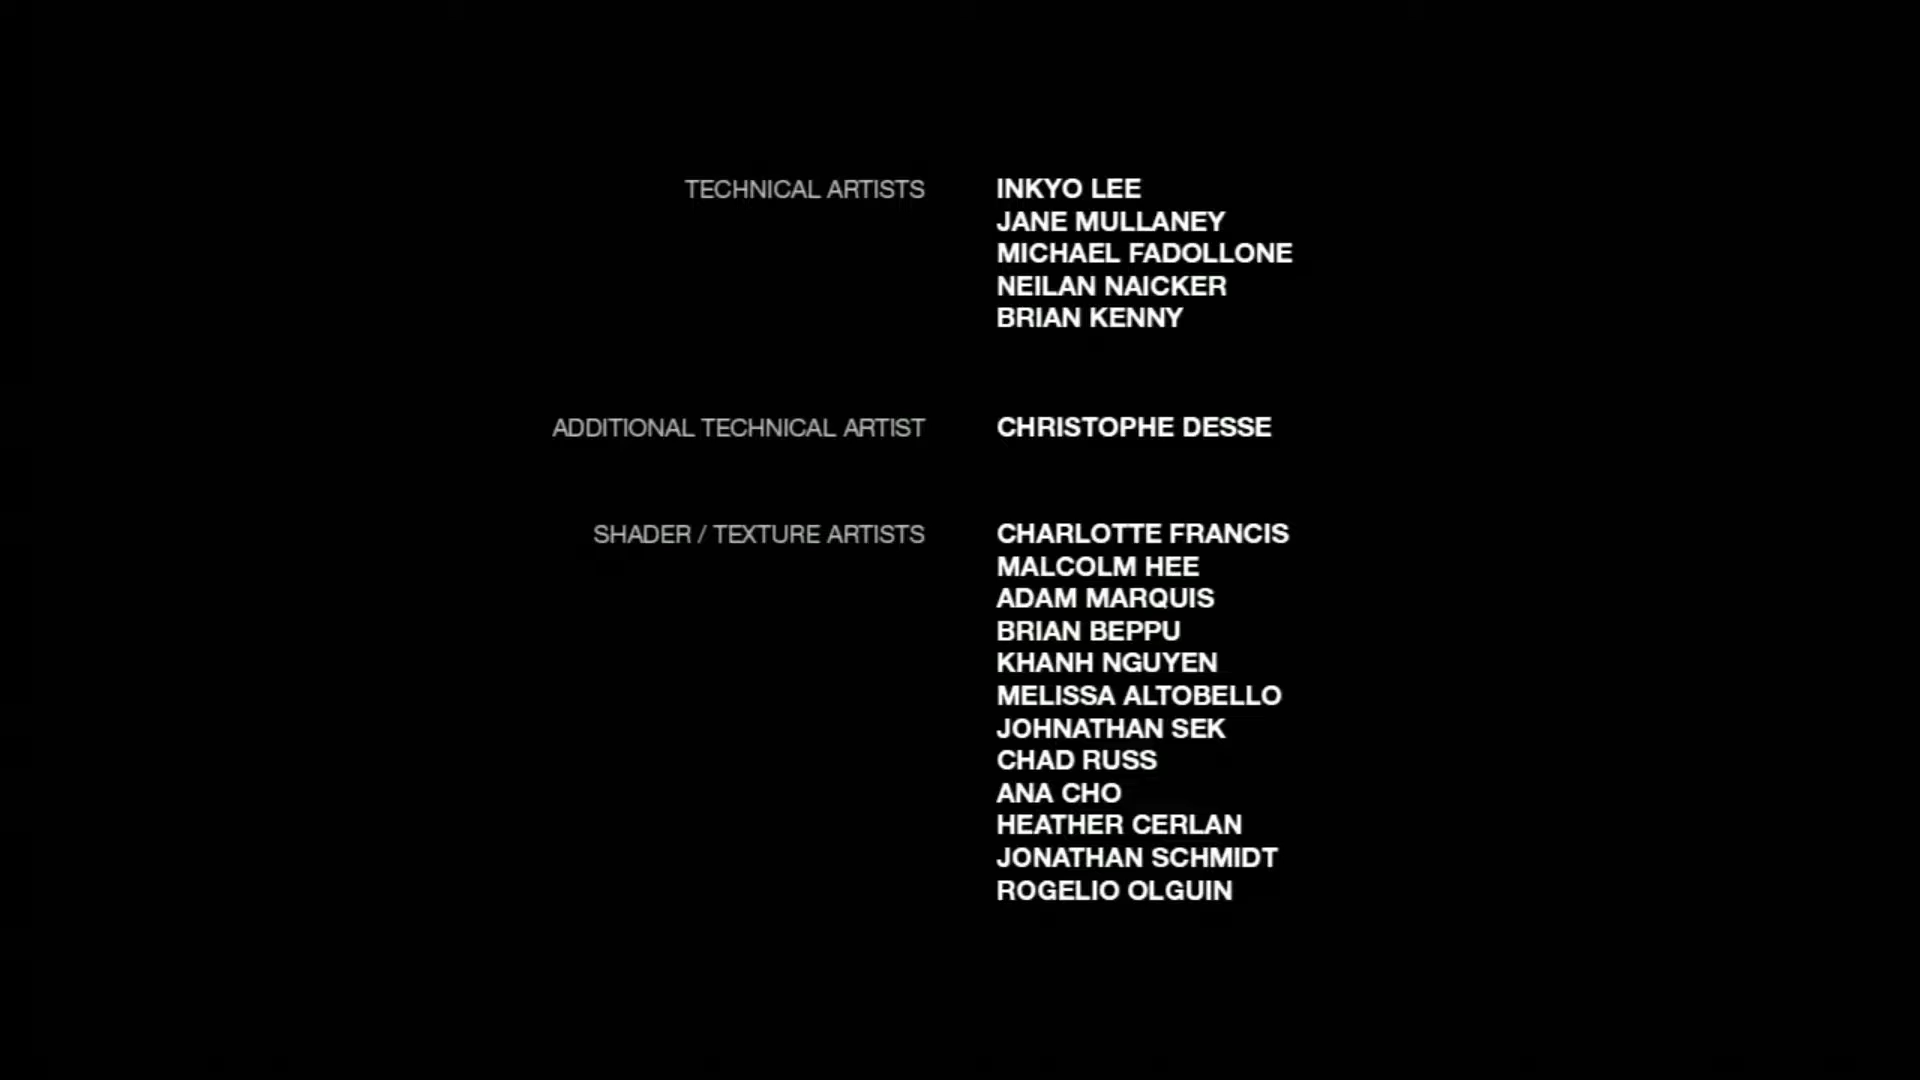 TECHNICAL ARTISTS INKYO LEE
JANE MULLANEY
MICHAEL FADOLLONE
NEILAN NAICKER
BRIAN KENNY
ADDITIONAL TECHNICAL ARTIST CHRISTOPHE DESSE
SHADER / TEXTURE ARTISTS CHARLOTTE FRANCIS
MALCOLM HEE
ADAM MARQUIS
BRIAN BEPPU
KHANH NGUYEN
MELISSA ALTOBELLO
JOHNATHAN SEK
CHAD RUSS
ANA CHO
HEATHER CERLAN
JONATHAN SCHMIDT
ROGELIO OLGUIN